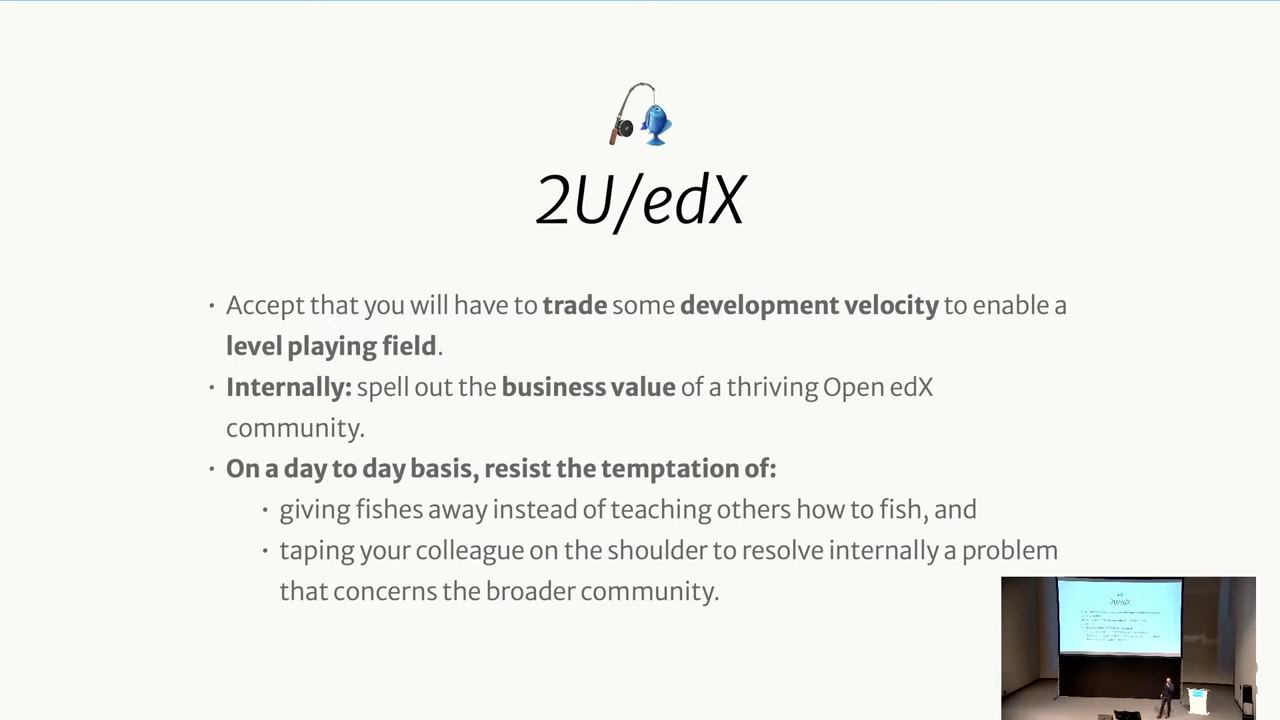 2U/edX
• Accept that you will have to trade some development velocity to enable a
level playing field.
• Internally: spell out the business value of a thriving Open edX
community.
• On a day to day basis, resist the temptation of:
• giving fishes away instead of teaching others how to fish, and
• taping your colleague on the shoulder to resolve internally a problem
that concerns the broader community.
2U/edX